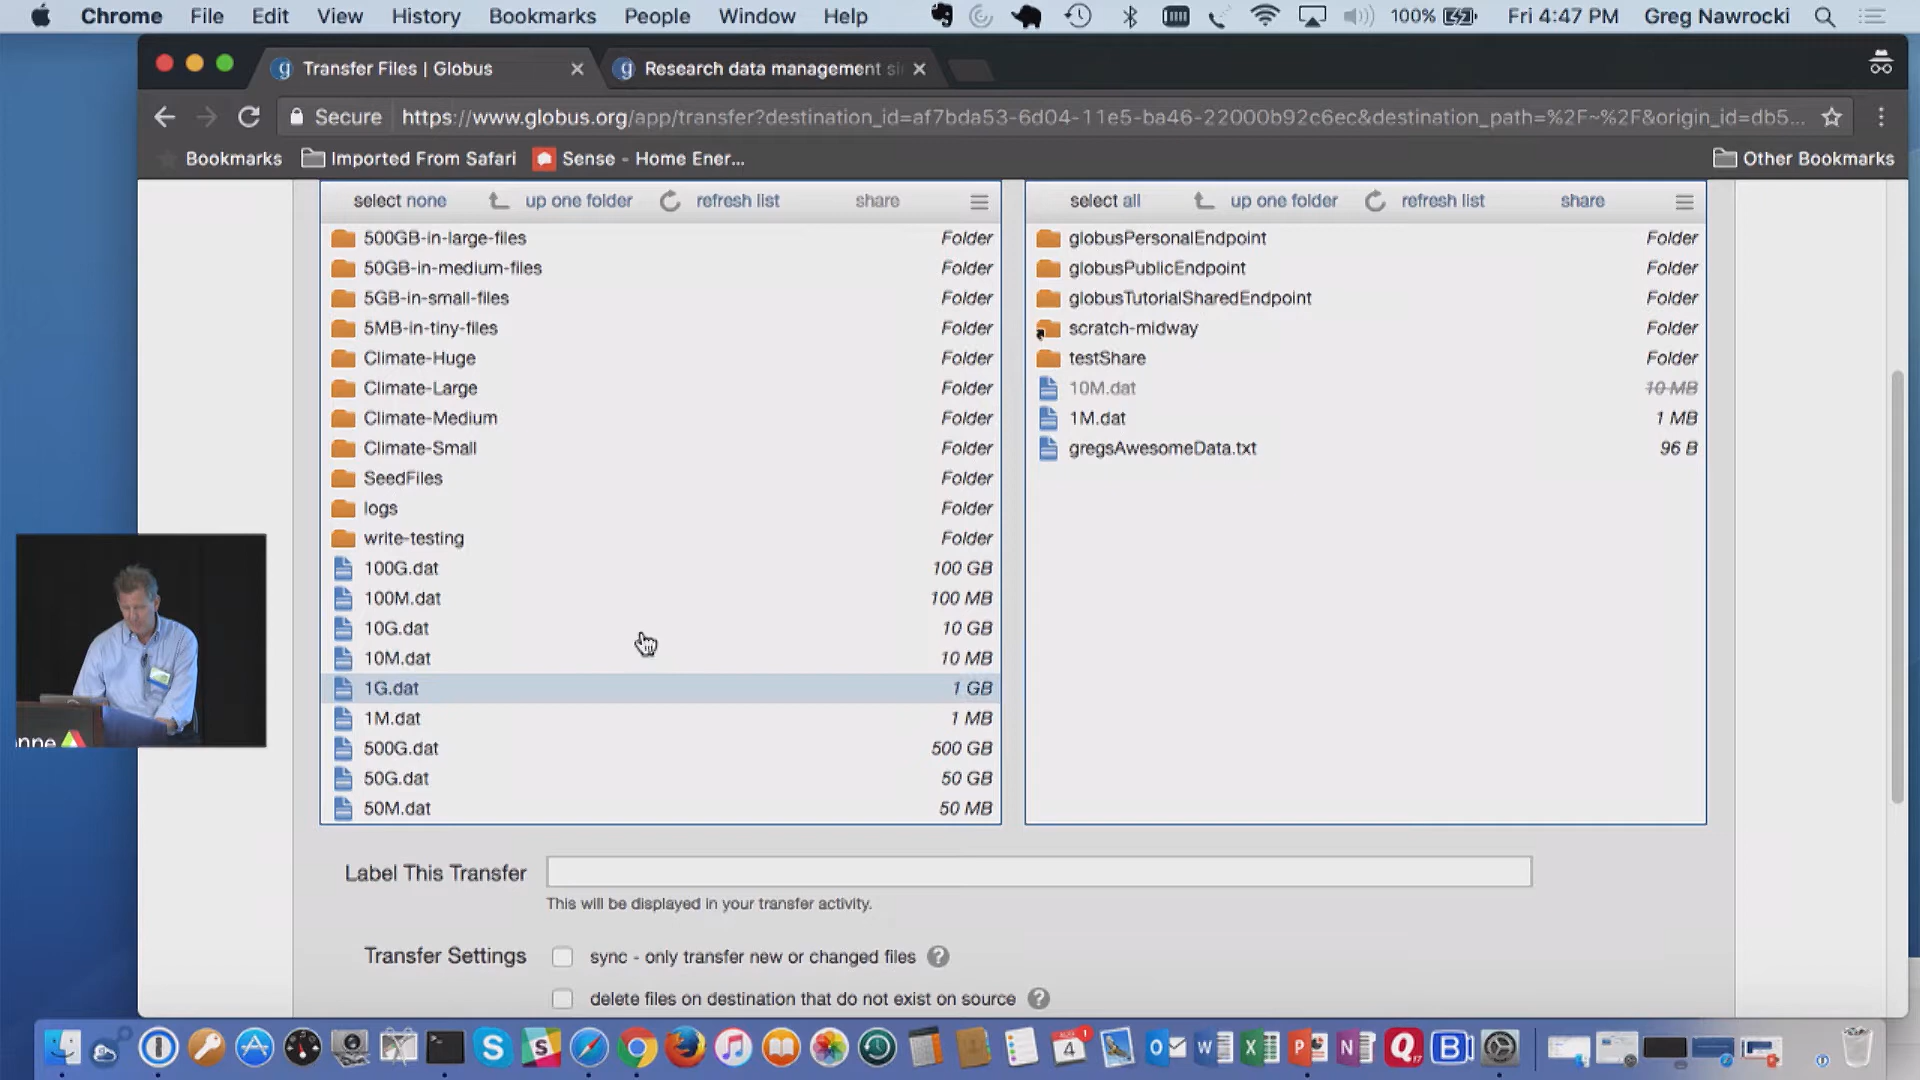 Chrome File Edit View History Bookmarks People Window Help 100% Fri 4:47 PM Greg Nawrocki
Transfer Files | Globus
Research data management si
Secure https://www.globus.org/app/transfer?destination_id=af7bda53-6d04-11e5-ba46-22000b92c6ec&destination_path=%2F~%2F&origin_id=db5...
Bookmarks Imported From Safari Sense - Home Ener... Other Bookmarks
select none up one folder refresh list share
500GB-in-large-files Folder
50GB-in-medium-files Folder
5GB-in-small-files Folder
5MB-in-tiny-files Folder
Climate-Huge Folder
Climate-Large Folder
Climate-Medium Folder
Climate-Small Folder
SeedFiles Folder
logs Folder
write-testing Folder
100G.dat 100 GB
100M.dat 100 MB
10G.dat 10 GB
10M.dat 10 MB
1G.dat 1 GB
1M.dat 1 MB
500G.dat 500 GB
50G.dat 50 GB
50M.dat 50 MB
select all up one folder refresh list share
globusPersonalEndpoint Folder
globusPublicEndpoint Folder
globusTutorialSharedEndpoint Folder
scratch-midway Folder
testShare Folder
10M.dat 10 MB
1M.dat 1 MB
gregsAwesomeData.txt 96 B
nne
Label This Transfer
This will be displayed in your transfer activity.
Transfer Settings sync - only transfer new or changed files ?
delete files on destination that do not exist on source ?
4